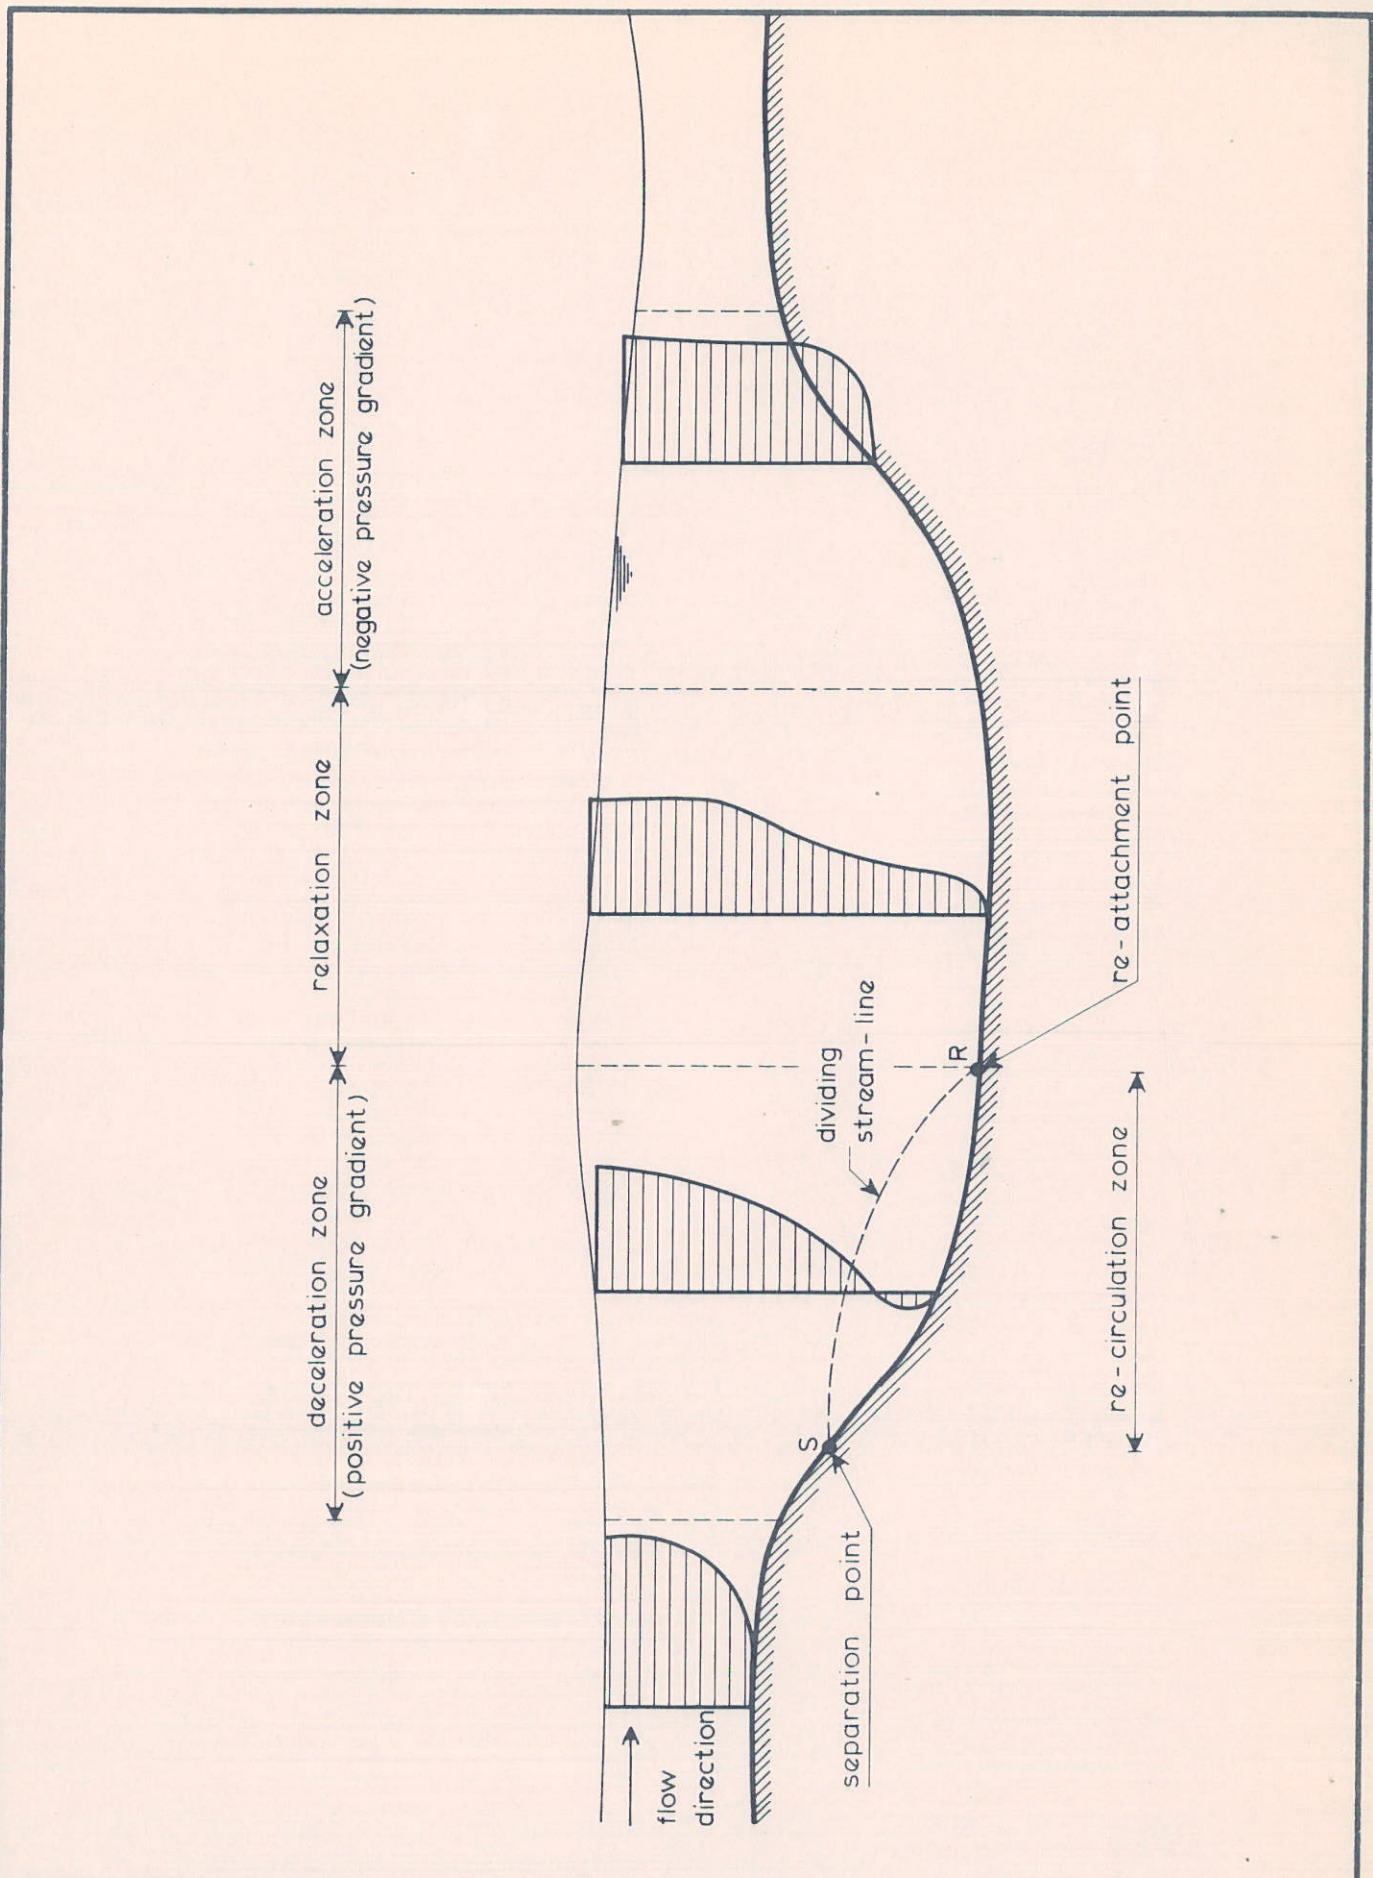 deceleration zone
(positive pressure gradient)
relaxation zone
acceleration zone
(negative pressure gradient)
flow
direction
S
dividing
stream-line
R
separation point
re-circulation zone
re-attachment point